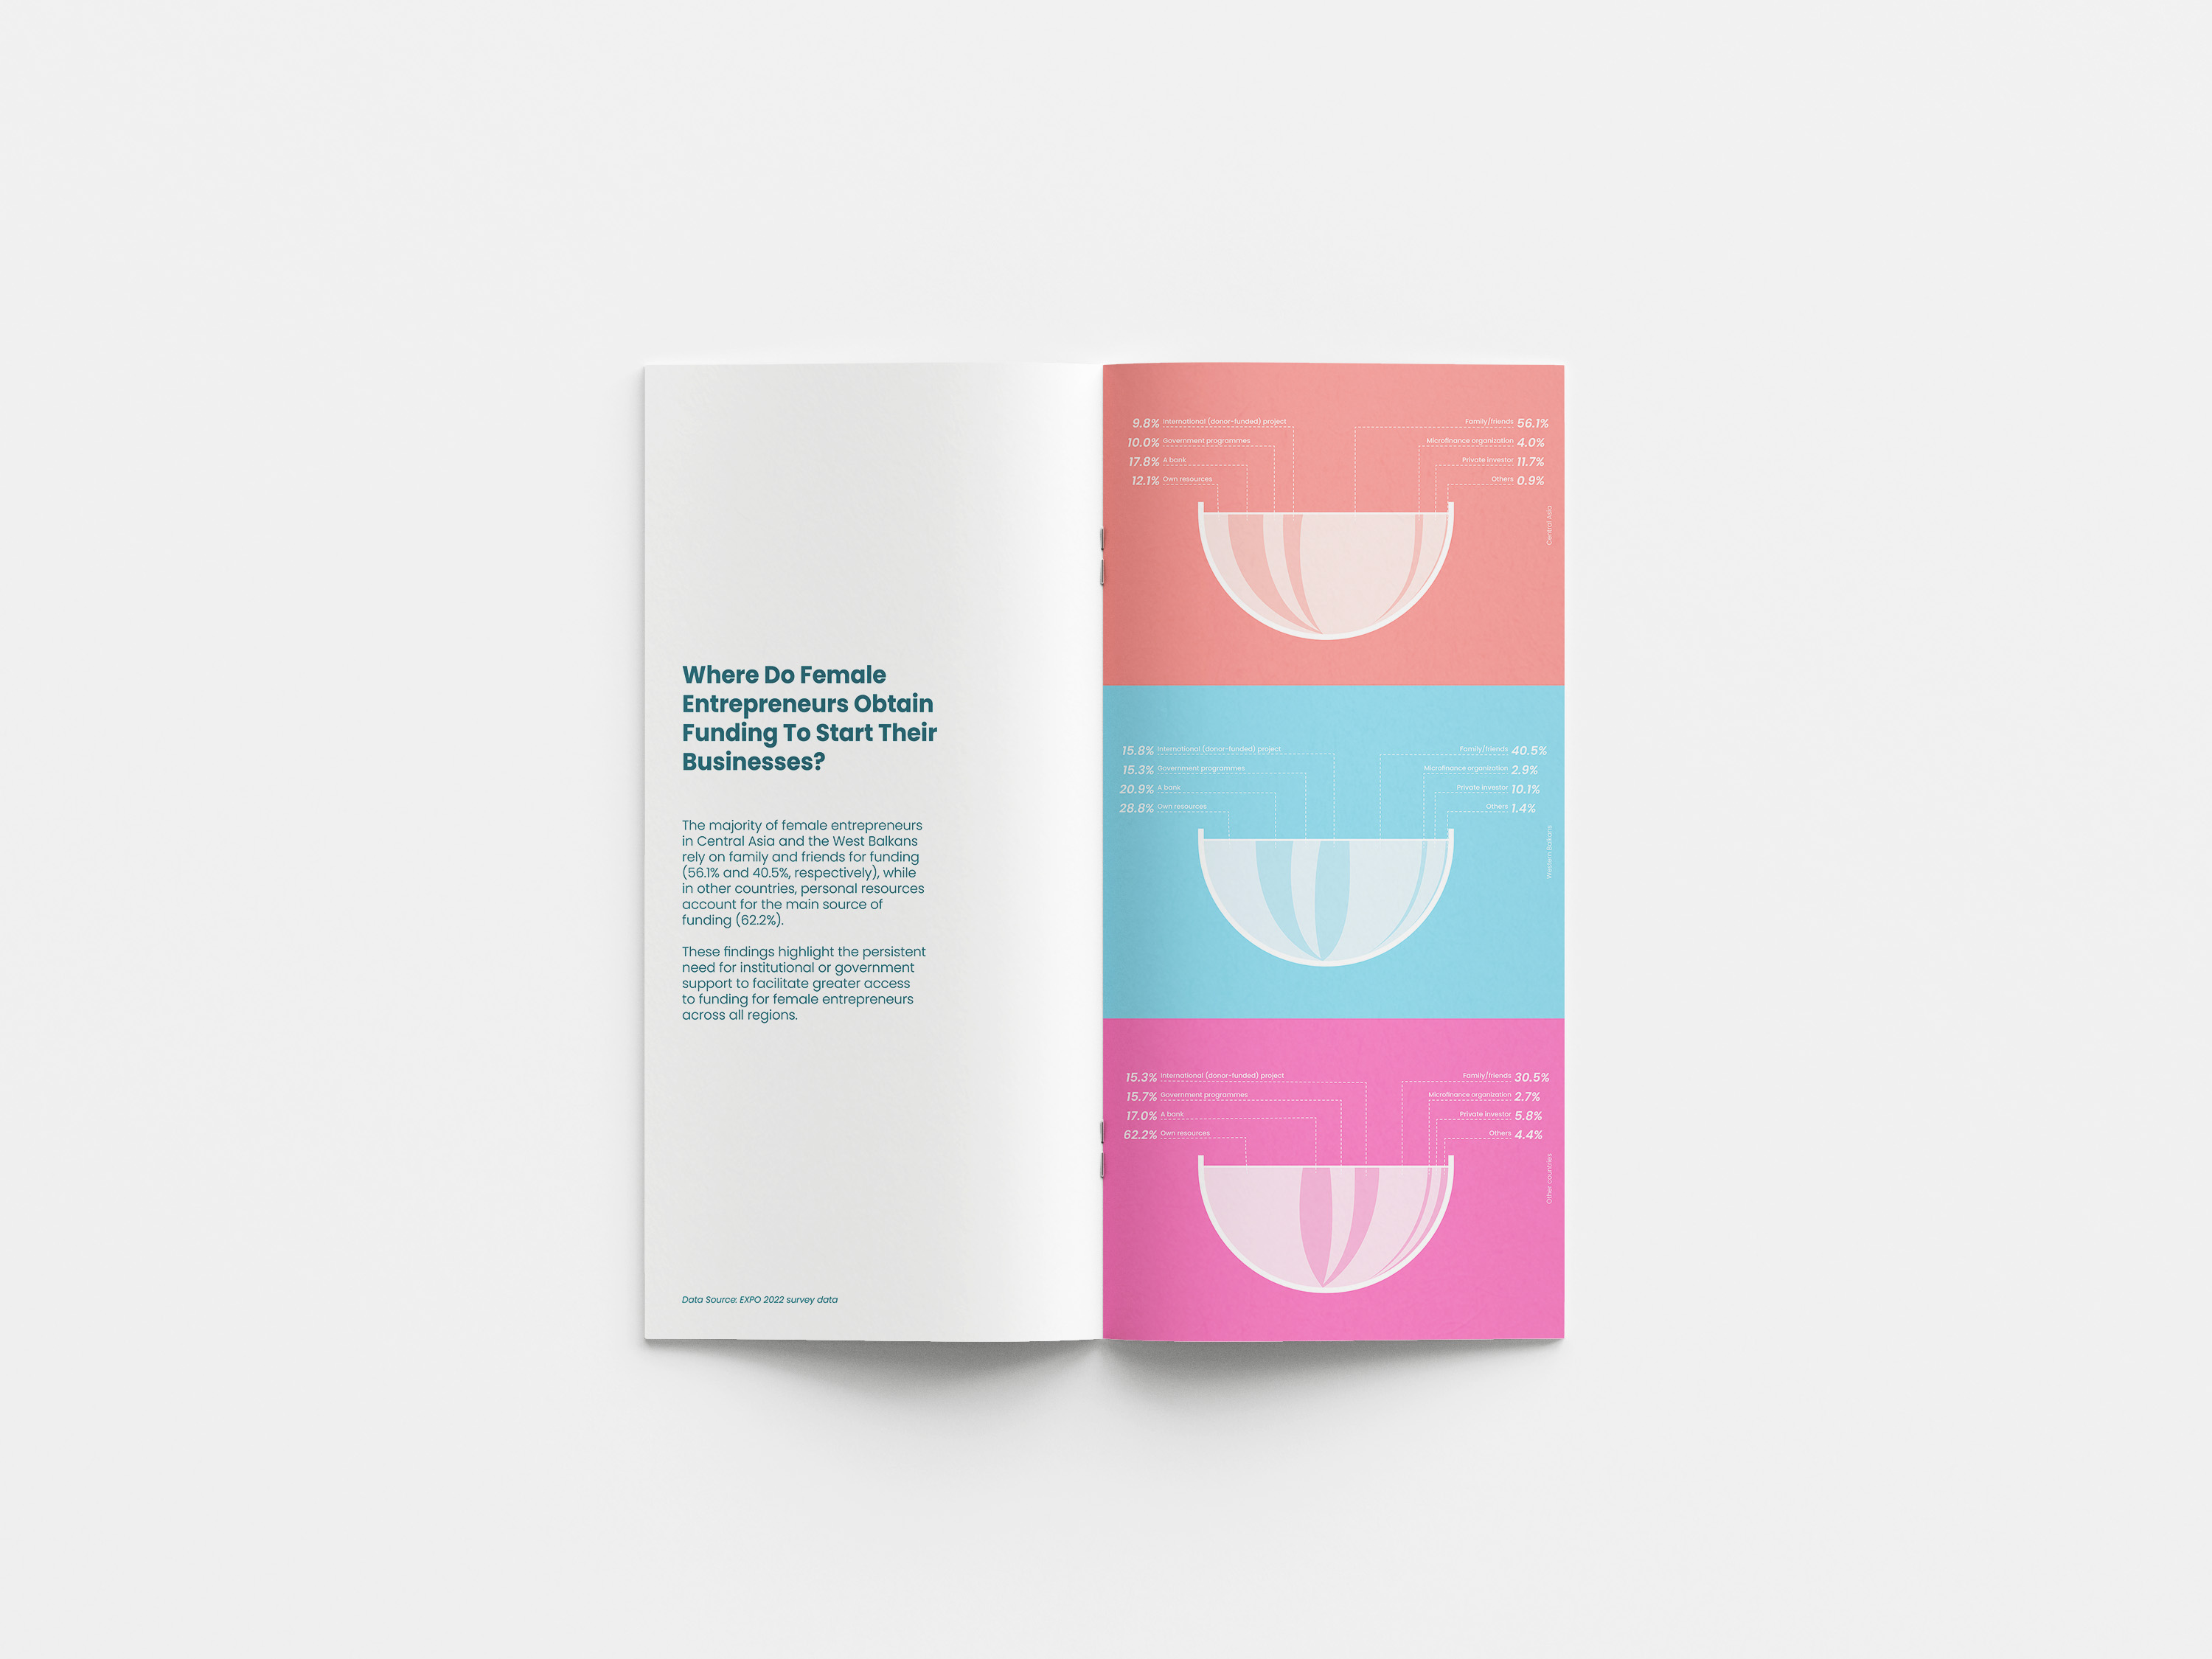 Where Do Female
Entrepreneurs Obtain
Funding To Start Their
Businesses?
The majority of female entrepreneurs
in Central Asia and the West Balkans
rely on family and friends for funding
(56.1% and 40.5%, respectively), while
in other countries, personal resources
account for the main source of
funding (62.2%).
These findings highlight the persistent
need for institutional or government
support to facilitate greater access
to funding for female entrepreneurs
across all regions.
Data Source: EXPO 2022 survey data
9.8% International (donor-funded) project
10.0% Government programmes
17.8% A bank
12.1% Own resources
Family/friends 56.1%
Microfinance organization 4.0%
Private investor 11.7%
Others 0.9%
Central Asia
15.8% International (donor-funded) project
15.3% Government programmes
20.9% A bank
28.8% Own resources
Family/friends 40.5%
Microfinance organization 2.9%
Private investor 10.1%
Others 1.4%
Western Balkans
15.3% International (donor-funded) project
15.7% Government programmes
17.0% A bank
62.2% Own resources
Family/friends 30.5%
Microfinance organization 2.7%
Private investor 5.8%
Others 4.4%
Other countries